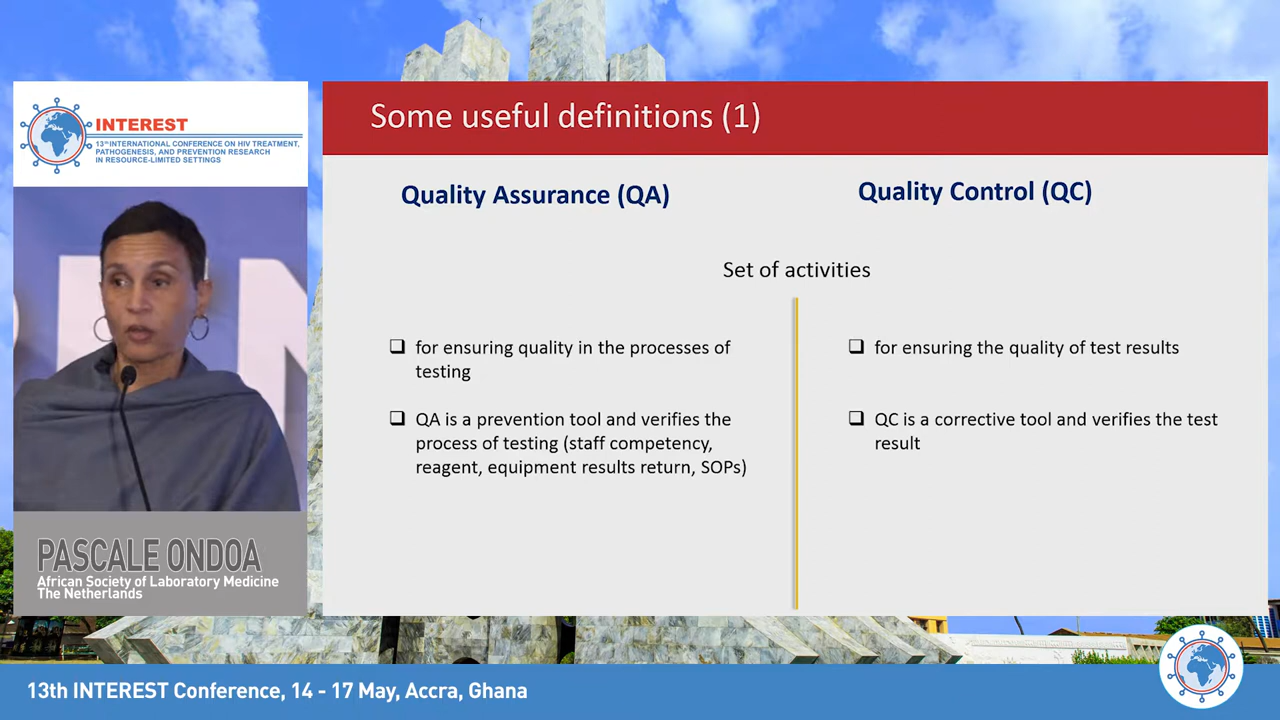 INTEREST
13th INTERNATIONAL CONFERENCE ON HIV TREATMENT,
PATHOGENESIS, AND PREVENTION RESEARCH
IN RESOURCE-LIMITED SETTINGS
PASCALE ONDOA
African Society of Laboratory Medicine
The Netherlands
Some useful definitions (1)
Quality Assurance (QA)
Quality Control (QC)
Set of activities
❑ for ensuring quality in the processes of
testing
❑ QA is a prevention tool and verifies the
process of testing (staff competency,
reagent, equipment results return, SOPs)
❑ for ensuring the quality of test results
❑ QC is a corrective tool and verifies the test
result
13th INTEREST Conference, 14 - 17 May, Accra, Ghana